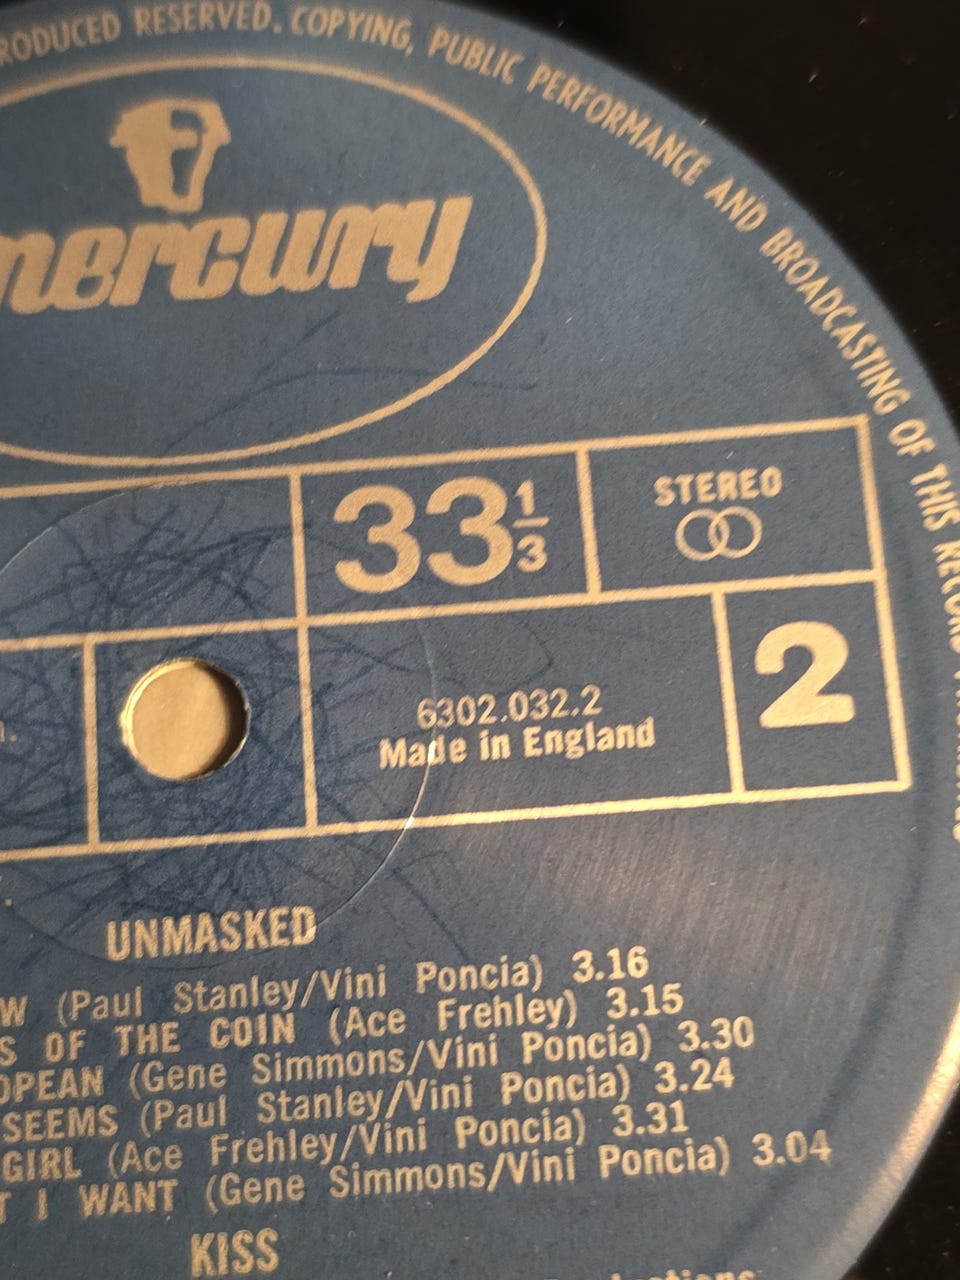 RESERVED. COPYING, PUBLIC PERFORMANCE AND BROADCASTING OF THIS RECORD
mercury
33 1/3
STEREO
2
6302.032.2
Made in England
UNMASKED
(Paul Stanley/Vini Poncia) 3.16
OF THE COIN (Ace Frehley) 3.15
(Gene Simmons/Vini Poncia) 3.30
SEEMS (Paul Stanley/Vini Poncia) 3.24
GIRL (Ace Frehley/Vini Poncia) 3.31
I WANT (Gene Simmons/Vini Poncia) 3.04
KISS